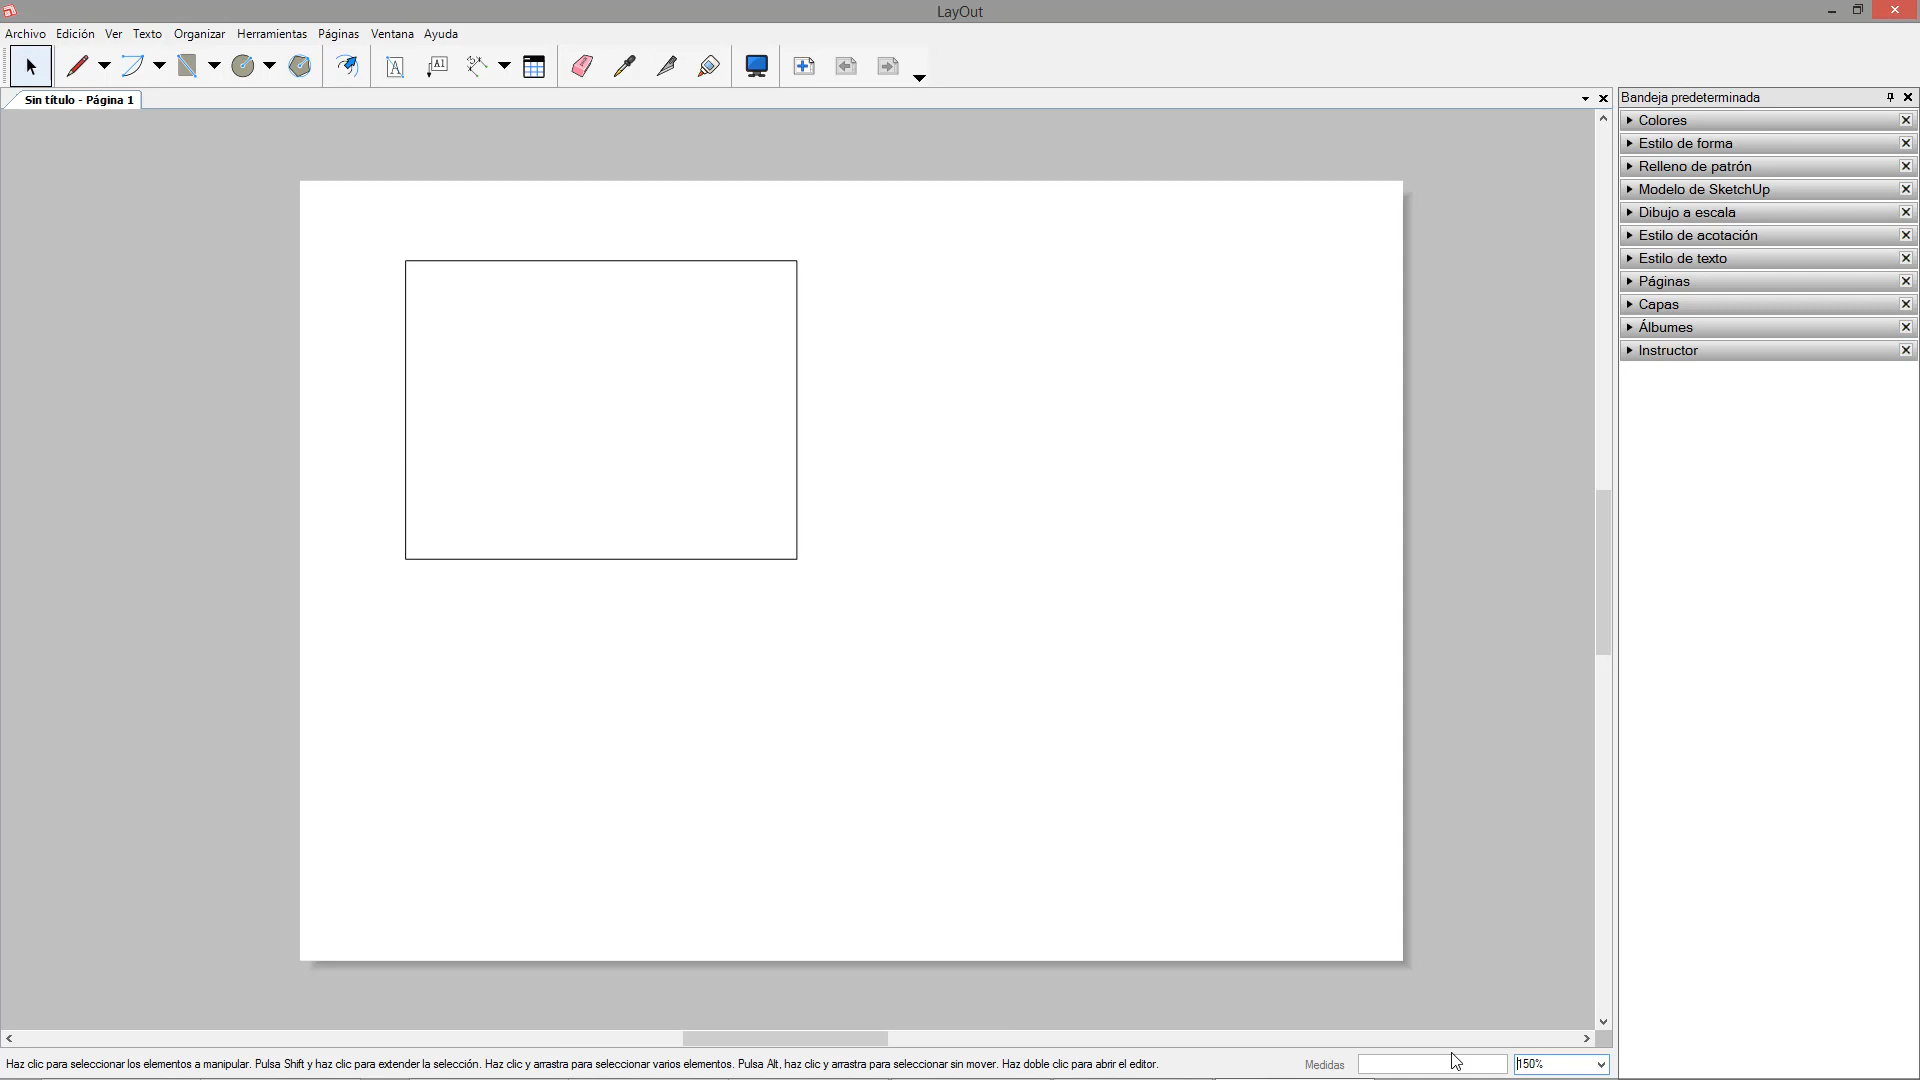 LayOut
Archivo Edición Ver Texto Organizar Herramientas Páginas Ventana Ayuda
A A1
Sin título - Página 1
Bandeja predeterminada
Colores
Estilo de forma
Relleno de patrón
Modelo de SketchUp
Dibujo a escala
Estilo de acotación
Estilo de texto
Páginas
Capas
Álbumes
Instructor
Haz clic para seleccionar los elementos a manipular. Pulsa Shift y haz clic para extender la selección. Haz clic y arrastra para seleccionar varios elementos. Pulsa Alt, haz clic y arrastra para seleccionar sin mover. Haz doble clic para abrir el editor. Medidas 150%